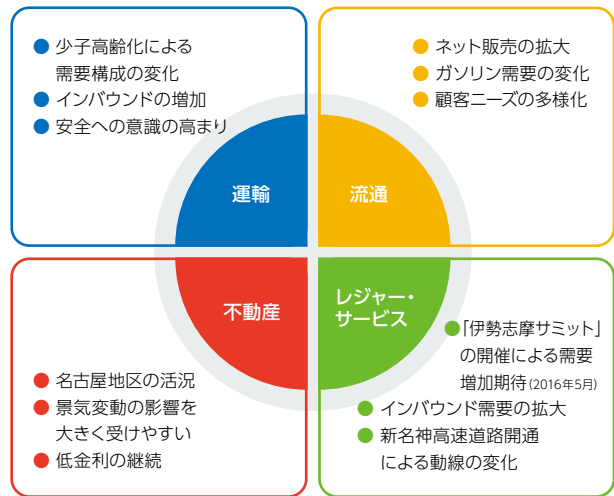 ● 少子高齢化による
需要構成の変化
● インバウンドの増加
● 安全への意識の高まり
● ネット販売の拡大
● ガソリン需要の変化
● 顧客ニーズの多様化
運輸
流通
不動産
レジャー・
サービス
● 名古屋地区の活況
● 景気変動の影響を
大きく受けやすい
● 低金利の継続
●「伊勢志摩サミット」
の開催による需要
増加期待(2016年5月)
● インバウンド需要の拡大
● 新名神高速道路開通
による動線の変化